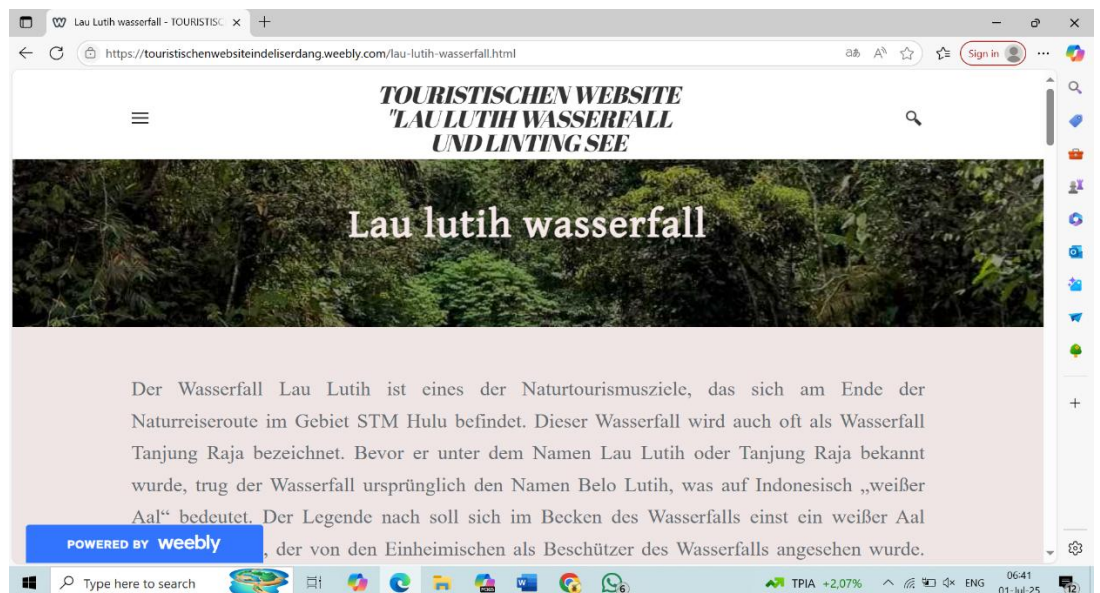 Lau Lutih wasserfall - TOURISTISC
https://touristischenwebsiteindeliserdang.weebly.com/lau-lutih-wasserfall.html
Sign in
TOURISTISCHEN WEBSITE
"LAU LUTIH WASSERFALL
UND LINTING SEE
Lau lutih wasserfall
Der Wasserfall Lau Lutih ist eines der Naturtourismusziele, das sich am Ende der
Naturreiseroute im Gebiet STM Hulu befindet. Dieser Wasserfall wird auch oft als Wasserfall
Tanjung Raja bezeichnet. Bevor er unter dem Namen Lau Lutih oder Tanjung Raja bekannt
wurde, trug der Wasserfall ursprünglich den Namen Belo Lutih, was auf Indonesisch „weißer
Aal“ bedeutet. Der Legende nach soll sich im Becken des Wasserfalls einst ein weißer Aal
, der von den Einheimischen als Beschützer des Wasserfalls angesehen wurde.
POWERED BY weebly
Type here to search
TPIA +2,07%
ENG
06:41
01-Jul-25
12